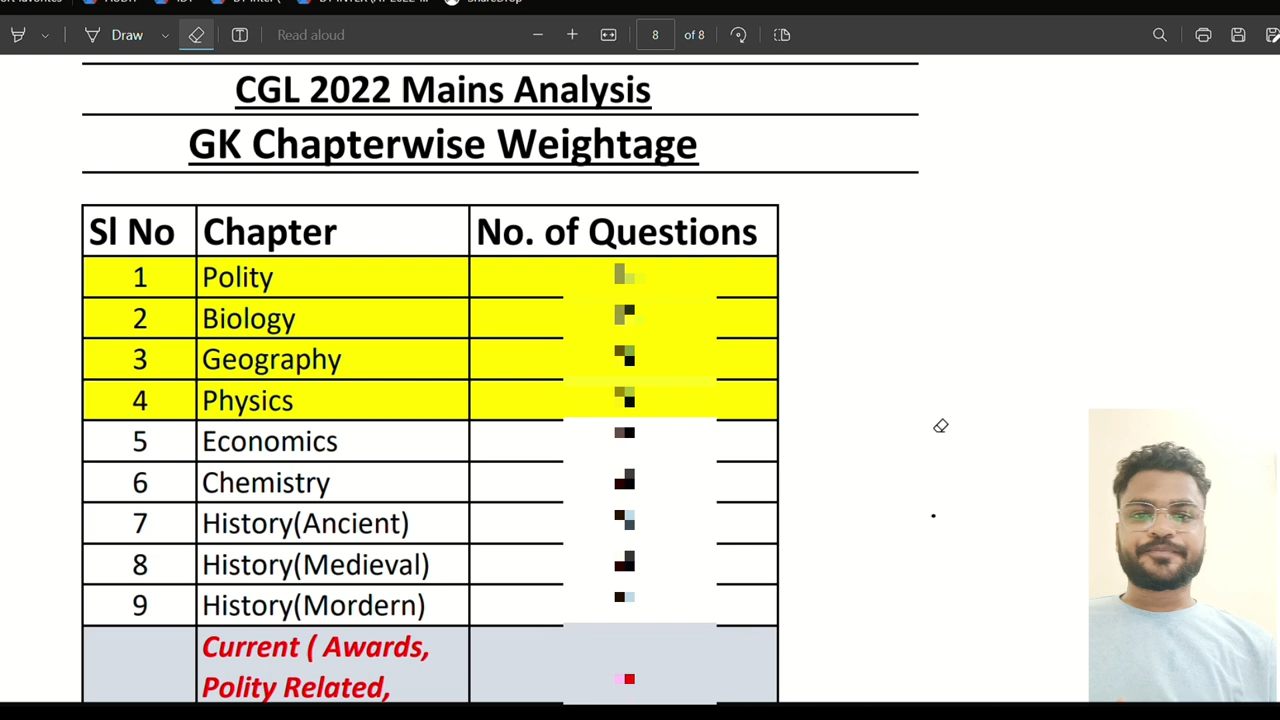 Draw
Read aloud
8
of 8
CGL 2022 Mains Analysis
GK Chapterwise Weightage
Sl No Chapter No. of Questions
1 Polity
2 Biology
3 Geography
4 Physics
5 Economics
6 Chemistry
7 History(Ancient)
8 History(Medieval)
9 History(Mordern)
Current ( Awards,
Polity Related,